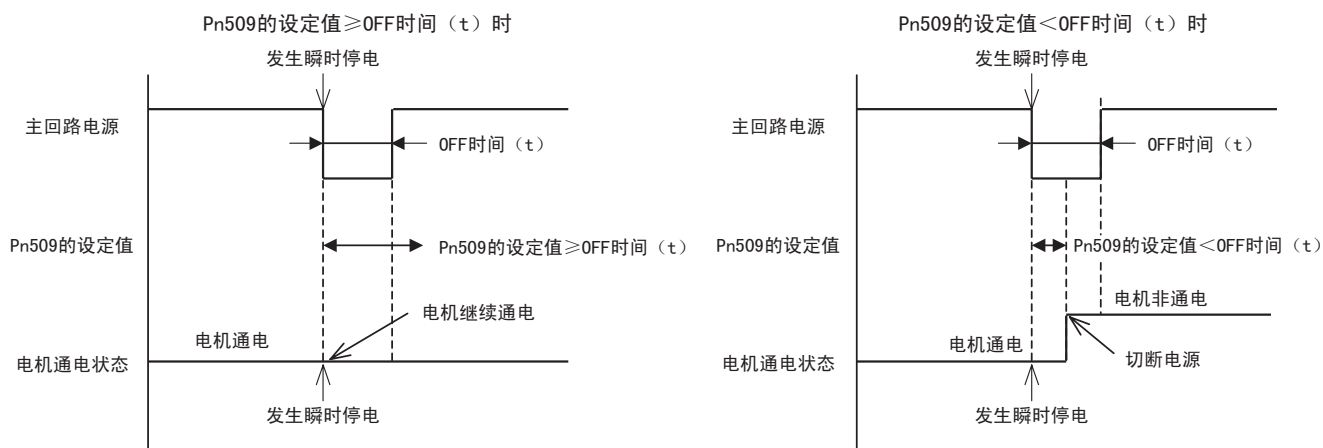 Pn509的设定值≥OFF时间（t）时
发生瞬时停电
主回路电源
OFF时间（t）
Pn509的设定值
Pn509的设定值≥OFF时间（t）
电机继续通电
电机通电
电机通电状态
发生瞬时停电
Pn509的设定值＜OFF时间（t）时
发生瞬时停电
主回路电源
OFF时间（t）
Pn509的设定值
Pn509的设定值＜OFF时间（t）
电机非通电
电机通电
电机通电状态
切断电源
发生瞬时停电